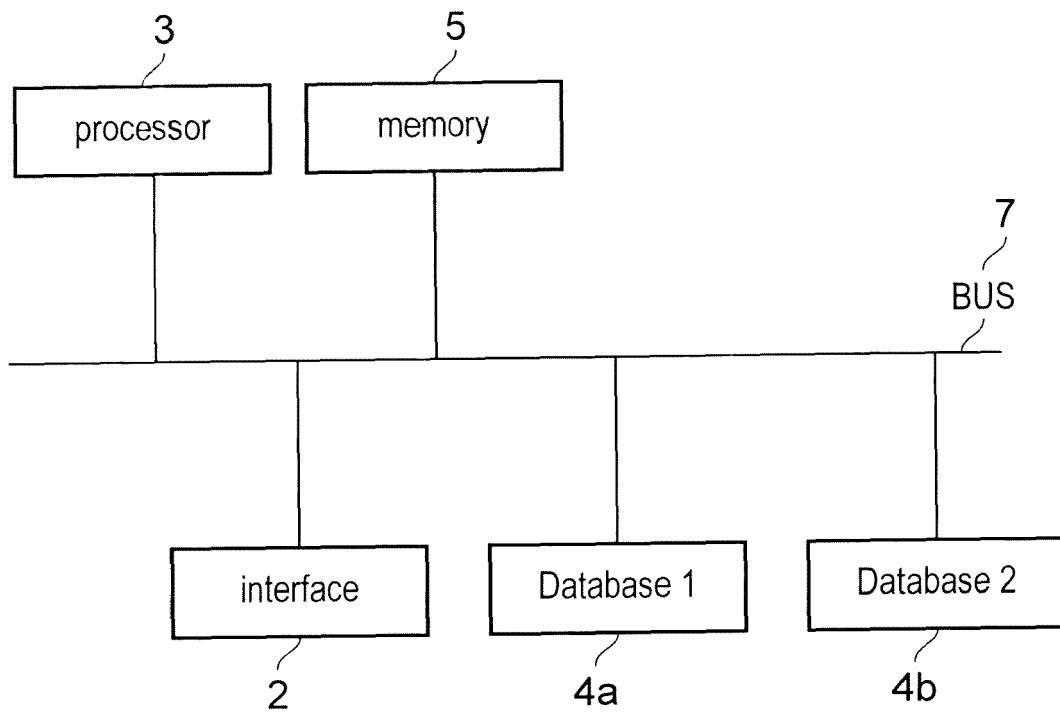 3
5
processor
memory
7
BUS
interface
Database 1
Database 2
2
4a
4b